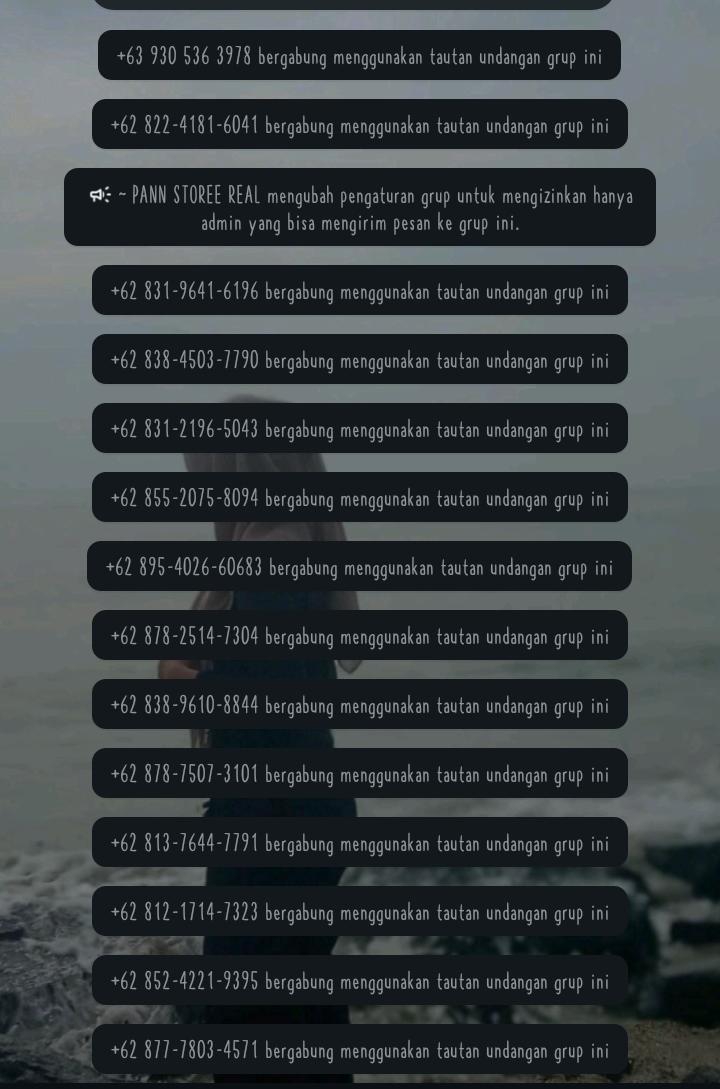 +63 930 536 3978 bergabung menggunakan tautan undangan grup ini
+62 822-4181-6041 bergabung menggunakan tautan undangan grup ini
~ PANN STOREE REAL mengubah pengaturan grup untuk mengizinkan hanya
admin yang bisa mengirim pesan ke grup ini.
+62 831-9641-6196 bergabung menggunakan tautan undangan grup ini
+62 838-4503-7790 bergabung menggunakan tautan undangan grup ini
+62 831-2196-5043 bergabung menggunakan tautan undangan grup ini
+62 855-2075-8094 bergabung menggunakan tautan undangan grup ini
+62 895-4026-60683 bergabung menggunakan tautan undangan grup ini
+62 878-2514-7304 bergabung menggunakan tautan undangan grup ini
+62 838-9610-8844 bergabung menggunakan tautan undangan grup ini
+62 878-7507-3101 bergabung menggunakan tautan undangan grup ini
+62 813-7644-7791 bergabung menggunakan tautan undangan grup ini
+62 812-1714-7323 bergabung menggunakan tautan undangan grup ini
+62 852-4221-9395 bergabung menggunakan tautan undangan grup ini
+62 877-7803-4571 bergabung menggunakan tautan undangan grup ini